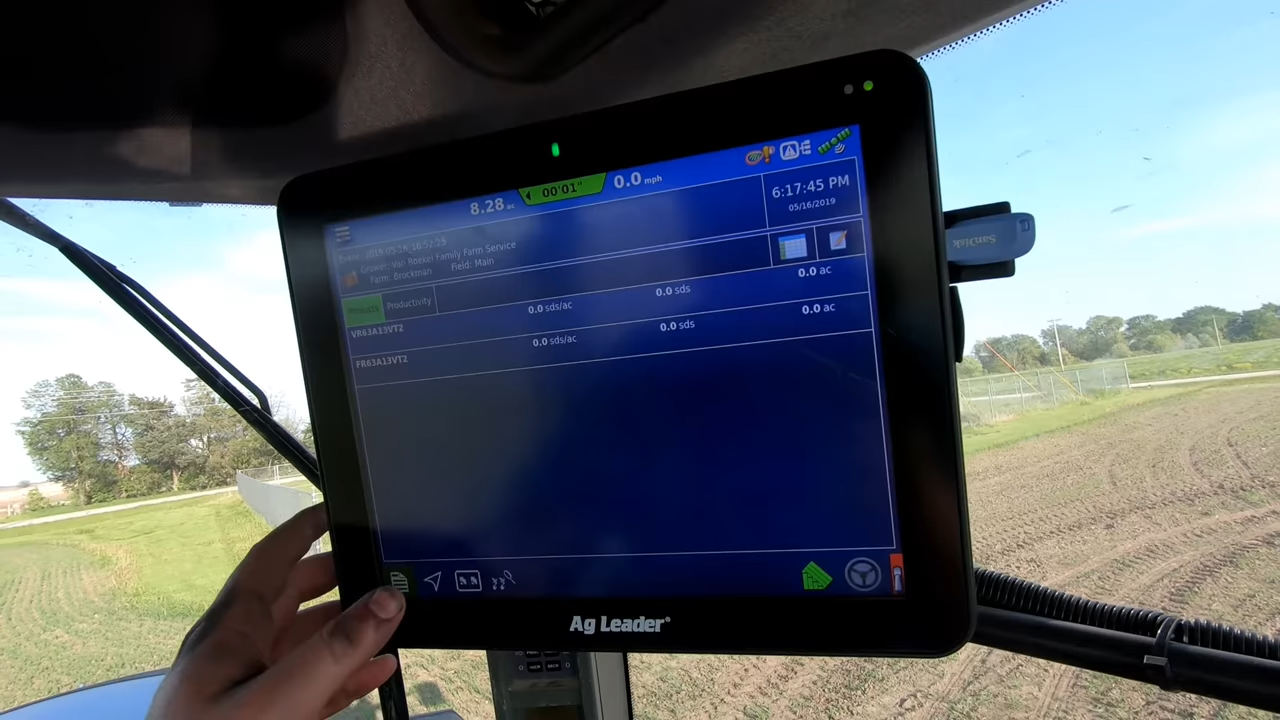 8.28 ac
00'01"
0.0 mph
6:17:45 PM
05/16/2019
Grower: Van Roekel Family Farm Service
Farm: Brockman Field: Main
Products
Productivity
VR63A13VT2 0.0 sds/ac 0.0 sds 0.0 ac
FR63A13VT2 0.0 sds/ac 0.0 sds 0.0 ac
Ag Leader®
SanDisk